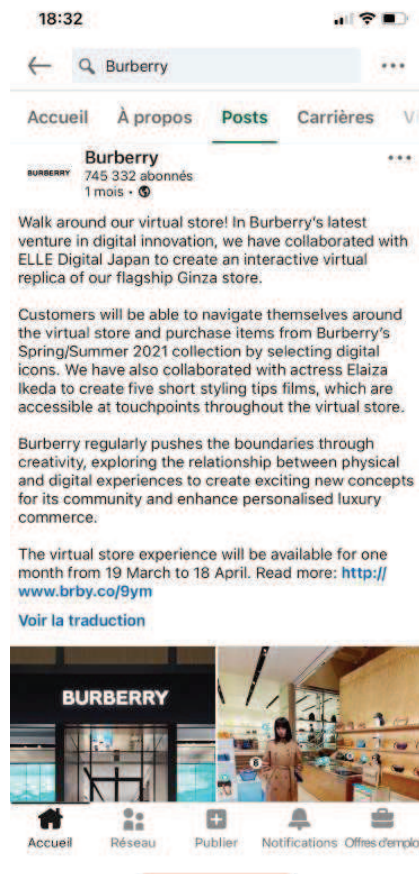 18:32
Burberry
Accueil À propos Posts Carrières
BURBERRY
Burberry
745 332 abonnés
1 mois •
Walk around our virtual store! In Burberry's latest
venture in digital innovation, we have collaborated with
ELLE Digital Japan to create an interactive virtual
replica of our flagship Ginza store.
Customers will be able to navigate themselves around
the virtual store and purchase items from Burberry's
Spring/Summer 2021 collection by selecting digital
icons. We have also collaborated with actress Elaiza
Ikeda to create five short styling tips films, which are
accessible at touchpoints throughout the virtual store.
Burberry regularly pushes the boundaries through
creativity, exploring the relationship between physical
and digital experiences to create exciting new concepts
for its community and enhance personalised luxury
commerce.
The virtual store experience will be available for one
month from 19 March to 18 April. Read more: http://
www.brby.co/9ym
Voir la traduction
BURBERRY
Accueil Réseau Publier Notifications Offres d'emplo